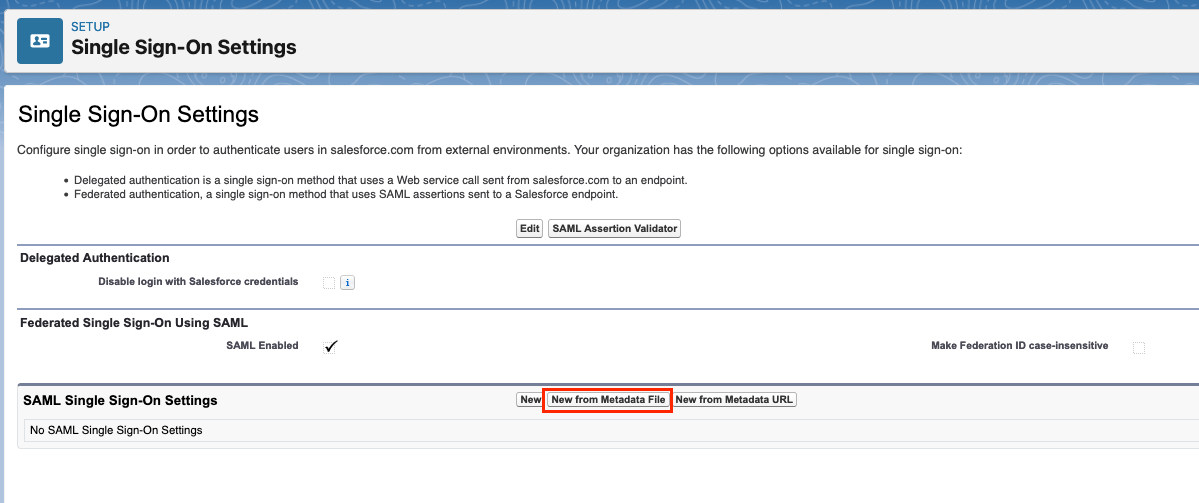 SETUP
Single Sign-On Settings
Single Sign-On Settings
Configure single sign-on in order to authenticate users in salesforce.com from external environments. Your organization has the following options available for single sign-on:
• Delegated authentication is a single sign-on method that uses a Web service call sent from salesforce.com to an endpoint.
• Federated authentication, a single sign-on method that uses SAML assertions sent to a Salesforce endpoint.
Edit SAML Assertion Validator
Delegated Authentication
Disable login with Salesforce credentials i
Federated Single Sign-On Using SAML
SAML Enabled Make Federation ID case-insensitive
SAML Single Sign-On Settings New New from Metadata File New from Metadata URL
No SAML Single Sign-On Settings